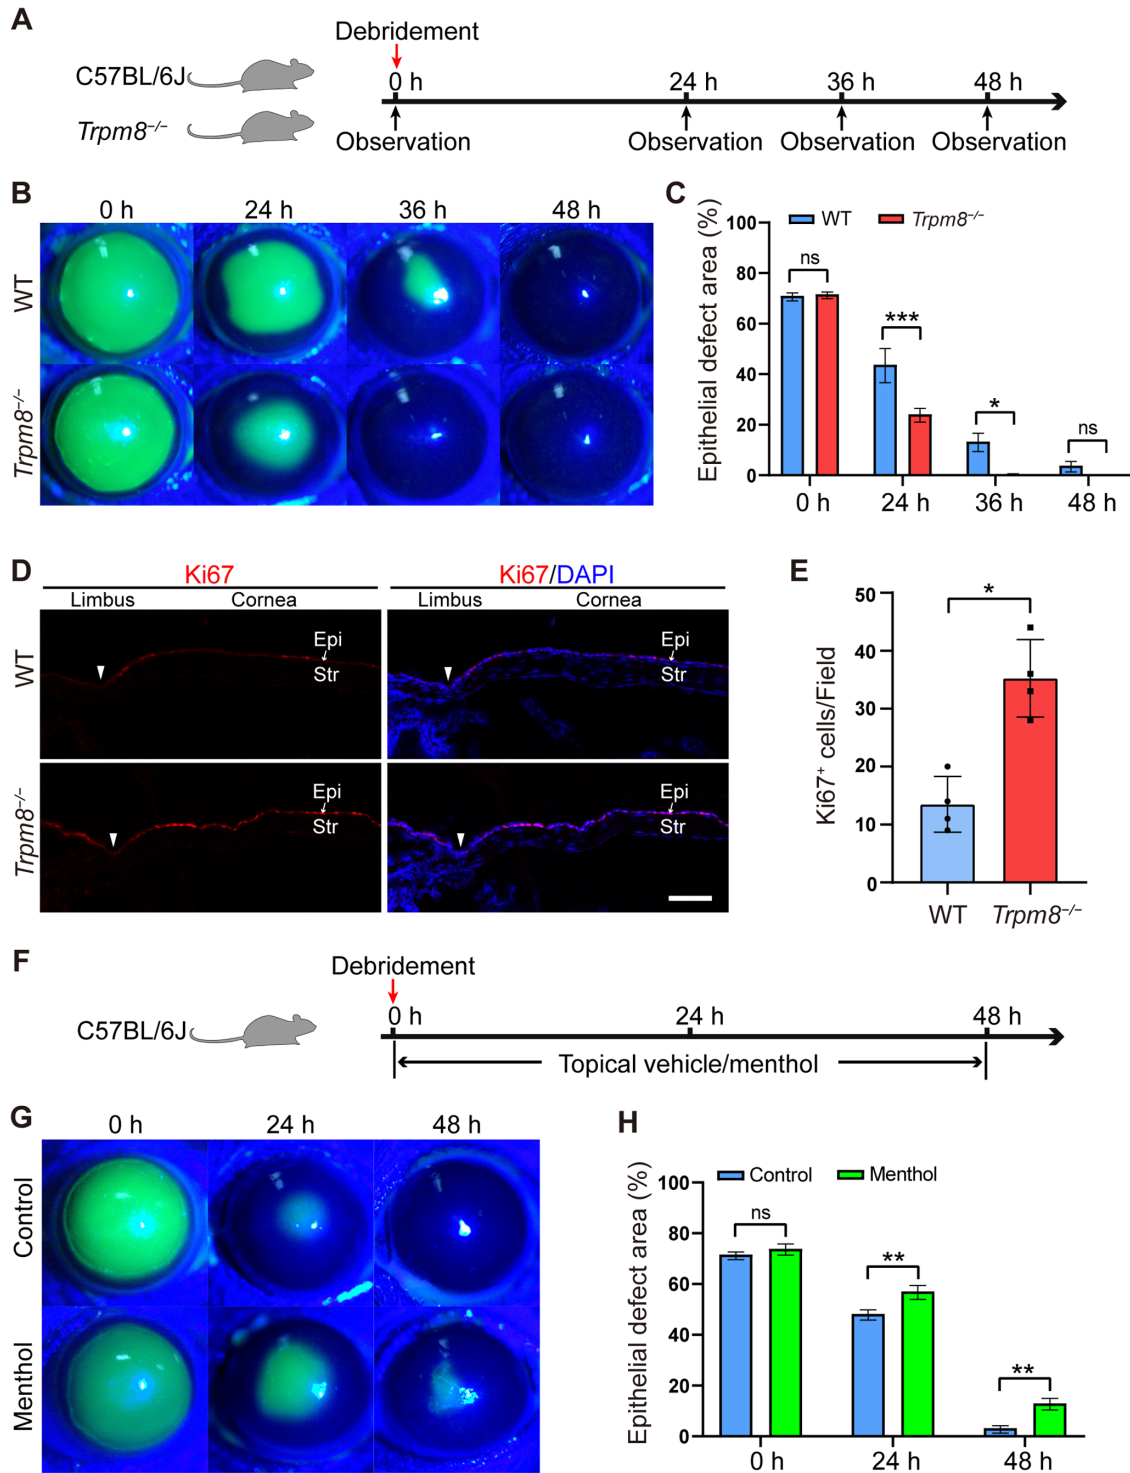 A
Debridement
C57BL/6J
0 h 24 h 36 h 48 h
Trpm8⁻/⁻
Observation Observation Observation Observation
B
0 h 24 h 36 h 48 h
WT
Trpm8⁻/⁻
C
WT Trpm8⁻/⁻
Epithelial defect area (%)
100
80
60
40
20
0
ns
***
*
ns
0 h 24 h 36 h 48 h
D
Ki67 Ki67/DAPI
Limbus Cornea Limbus Cornea
WT
Epi Epi
Str Str
Trpm8⁻/⁻
Epi Epi
Str Str
E
Ki67⁺ cells/Field
50
40
30
20
10
0
*
WT Trpm8⁻/⁻
F
Debridement
C57BL/6J
0 h 24 h 48 h
Topical vehicle/menthol
G
0 h 24 h 48 h
Control
Menthol
H
Control Menthol
Epithelial defect area (%)
100
80
60
40
20
0
ns
**
**
0 h 24 h 48 h